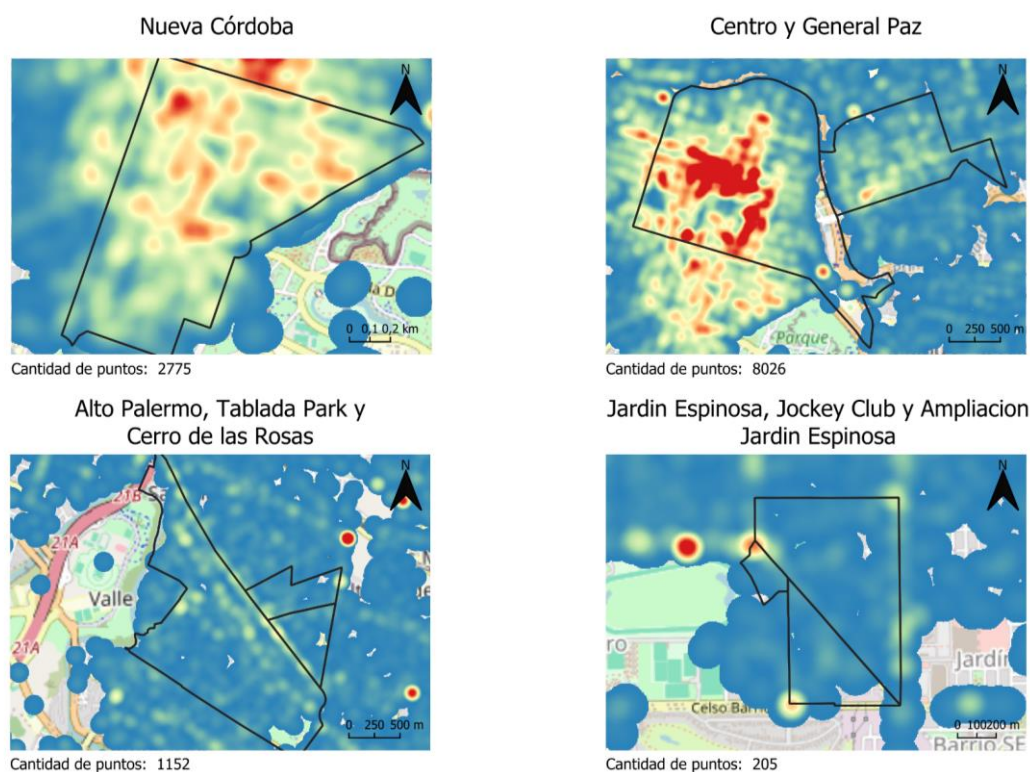 Nueva Córdoba
N
0 0,1 0,2 km
Cantidad de puntos: 2775
Centro y General Paz
N
Parque
0 250 500 m
Cantidad de puntos: 8026
Alto Palermo, Tablada Park y
Cerro de las Rosas
N
21B
21A
Valle
21A
0 250 500 m
Cantidad de puntos: 1152
Jardin Espinosa, Jockey Club y Ampliacion
Jardin Espinosa
N
ro
Jardín
Celso Barri
0 100200 m
Barrio SE
Cantidad de puntos: 205